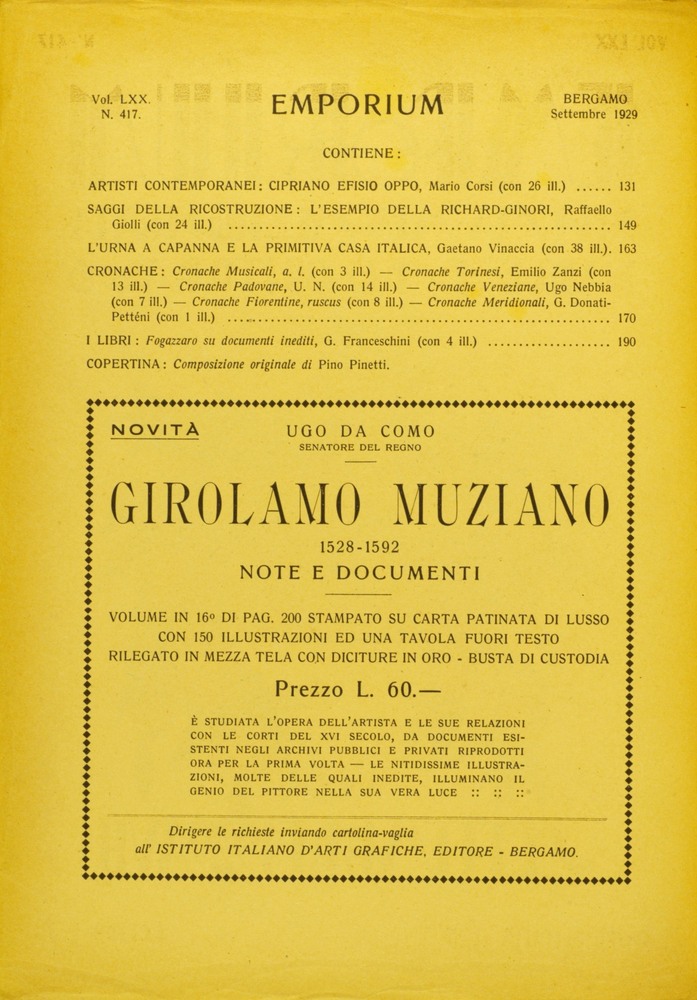 Vol. LXX.
N. 417.
EMPORIUM
BERGAMO
Settembre 1929
CONTIENE:
ARTISTI CONTEMPORANEI: CIPRIANO EFISIO OPPO, Mario Corsi (con 26 ill.) ...... 131
SAGGI DELLA RICOSTRUZIONE: L'ESEMPIO DELLA RICHARD-GINORI, Raffaello
Giolli (con 24 ill.) ...................................................... 149
L'URNA A CAPANNA E LA PRIMITIVA CASA ITALICA, Gaetano Vinaccia (con 38 ill.). 163
CRONACHE: Cronache Musicali, a. l. (con 3 ill.) — Cronache Torinesi, Emilio Zanzi (con
13 ill.) — Cronache Padovane, U. N. (con 14 ill.) — Cronache Veneziane, Ugo Nebbia
(con 7 ill.) — Cronache Fiorentine, ruscus (con 8 ill.) — Cronache Meridionali, G. Donati-
Petténi (con 1 ill.) ...................................................... 170
I LIBRI: Fogazzaro su documenti inediti, G. Franceschini (con 4 ill.) ................... 190
COPERTINA: Composizione originale di Pino Pinetti.
NOVITÀ
UGO DA COMO
SENATORE DEL REGNO
GIROLAMO MUZIANO
1528-1592
NOTE E DOCUMENTI
VOLUME IN 16º DI PAG. 200 STAMPATO SU CARTA PATINATA DI LUSSO
CON 150 ILLUSTRAZIONI ED UNA TAVOLA FUORI TESTO
RILEGATO IN MEZZA TELA CON DICITURE IN ORO - BUSTA DI CUSTODIA
Prezzo L. 60.—
È STUDIATA L'OPERA DELL'ARTISTA E LE SUE RELAZIONI
CON LE CORTI DEL XVI SECOLO, DA DOCUMENTI ESI-
STENTI NEGLI ARCHIVI PUBBLICI E PRIVATI RIPRODOTTI
ORA PER LA PRIMA VOLTA — LE NITIDISSIME ILLUSTRA-
ZIONI, MOLTE DELLE QUALI INEDITE, ILLUMINANO IL
GENIO DEL PITTORE NELLA SUA VERA LUCE :: :: ::
Dirigere le richieste inviando cartolina-vaglia
all' ISTITUTO ITALIANO D'ARTI GRAFICHE, EDITORE - BERGAMO.